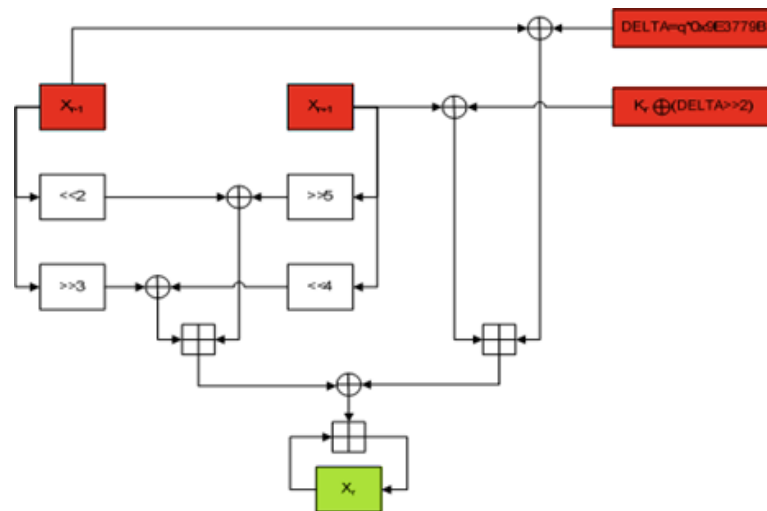 DELTA=q*0x9E3779B
Xr-1
Xr+1
Kr ⊕(DELTA>>2)
<<2
>>5
>>3
<<4
Xr